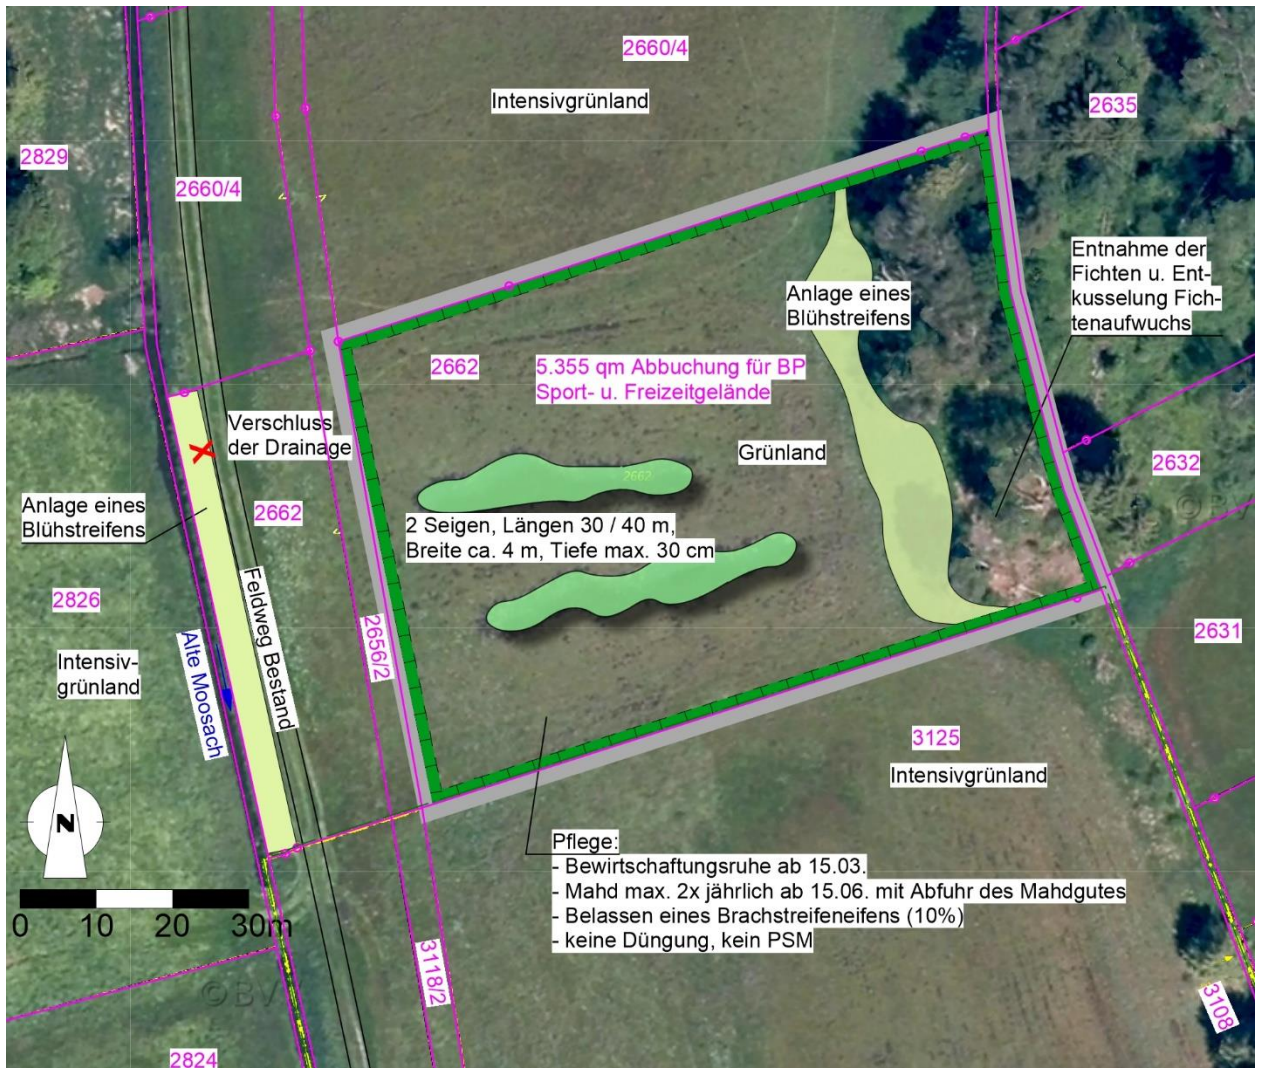 2660/4
Intensivgrünland
2635
2829
2660/4
Entnahme der
Fichten u. Ent-
kusselung Fich-
tenaufwuchs
Anlage eines
Blühstreifens
2662
5.355 qm Abbuchung für BP
Sport- u. Freizeitgelände
Verschluss
der Drainage
Grünland
2632
2662
Anlage eines
Blühstreifens
2662
2 Seigen, Längen 30 / 40 m,
Breite ca. 4 m, Tiefe max. 30 cm
©BV
2826
Feldweg Bestand
2656/2
2631
Intensiv-
grünland
Alte Moosach
3125
Intensivgrünland
N
Pflege:
- Bewirtschaftungsruhe ab 15.03.
- Mahd max. 2x jährlich ab 15.06. mit Abfuhr des Mahdgutes
- Belassen eines Brachstreifeneifens (10%)
- keine Düngung, kein PSM
0 10 20 30m
3118/2
©BV
3108
2824